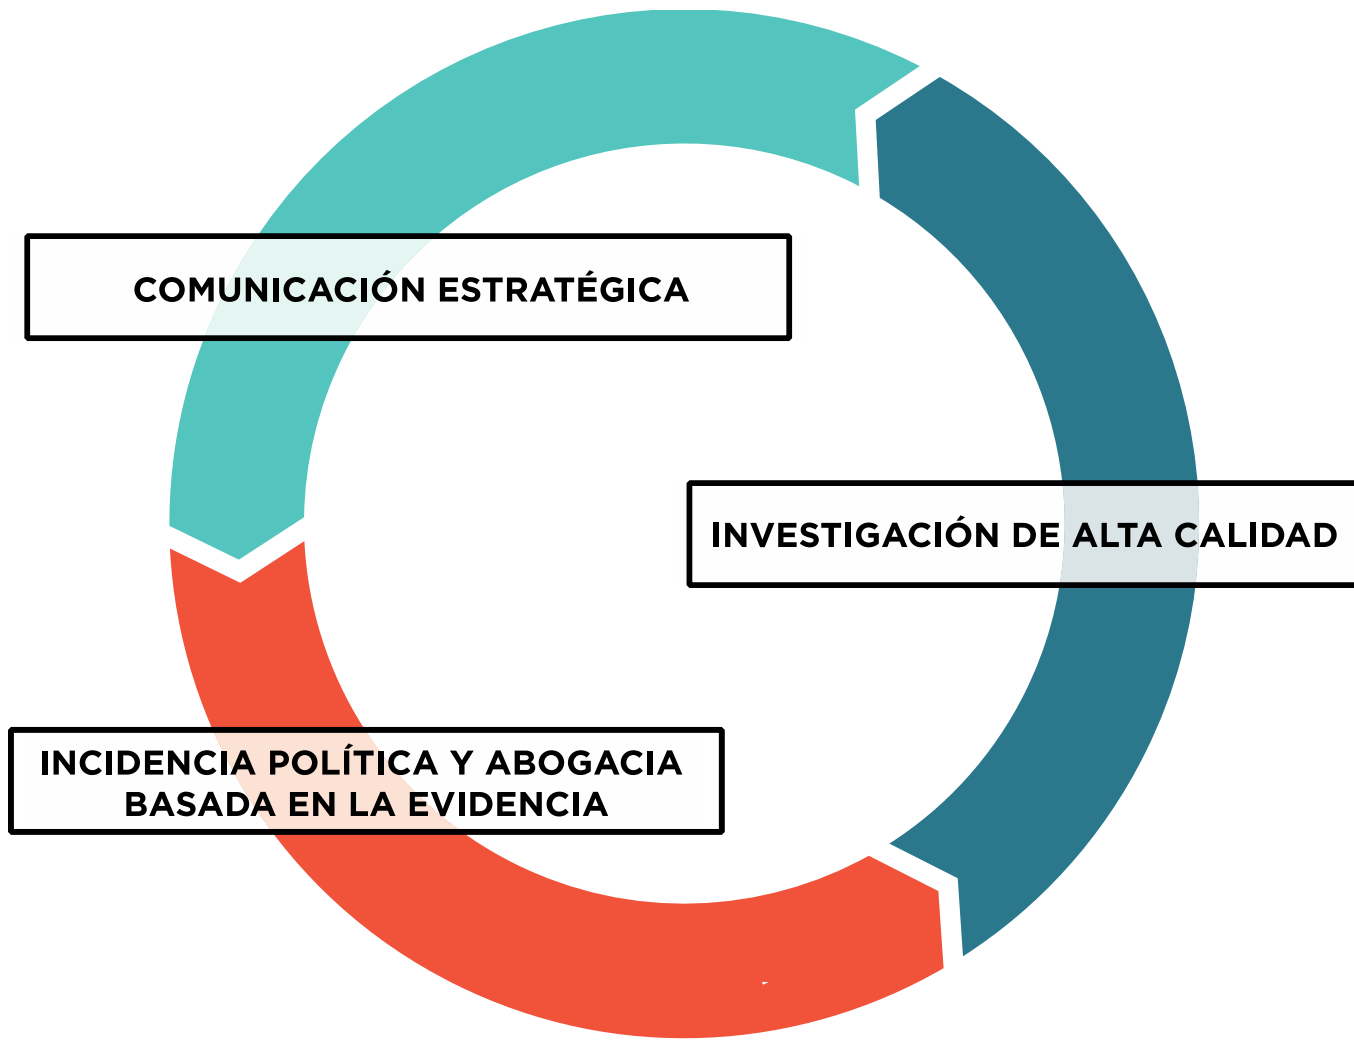 COMUNICACIÓN ESTRATÉGICA
INVESTIGACIÓN DE ALTA CALIDAD
INCIDENCIA POLÍTICA Y ABOGACIA
BASADA EN LA EVIDENCIA